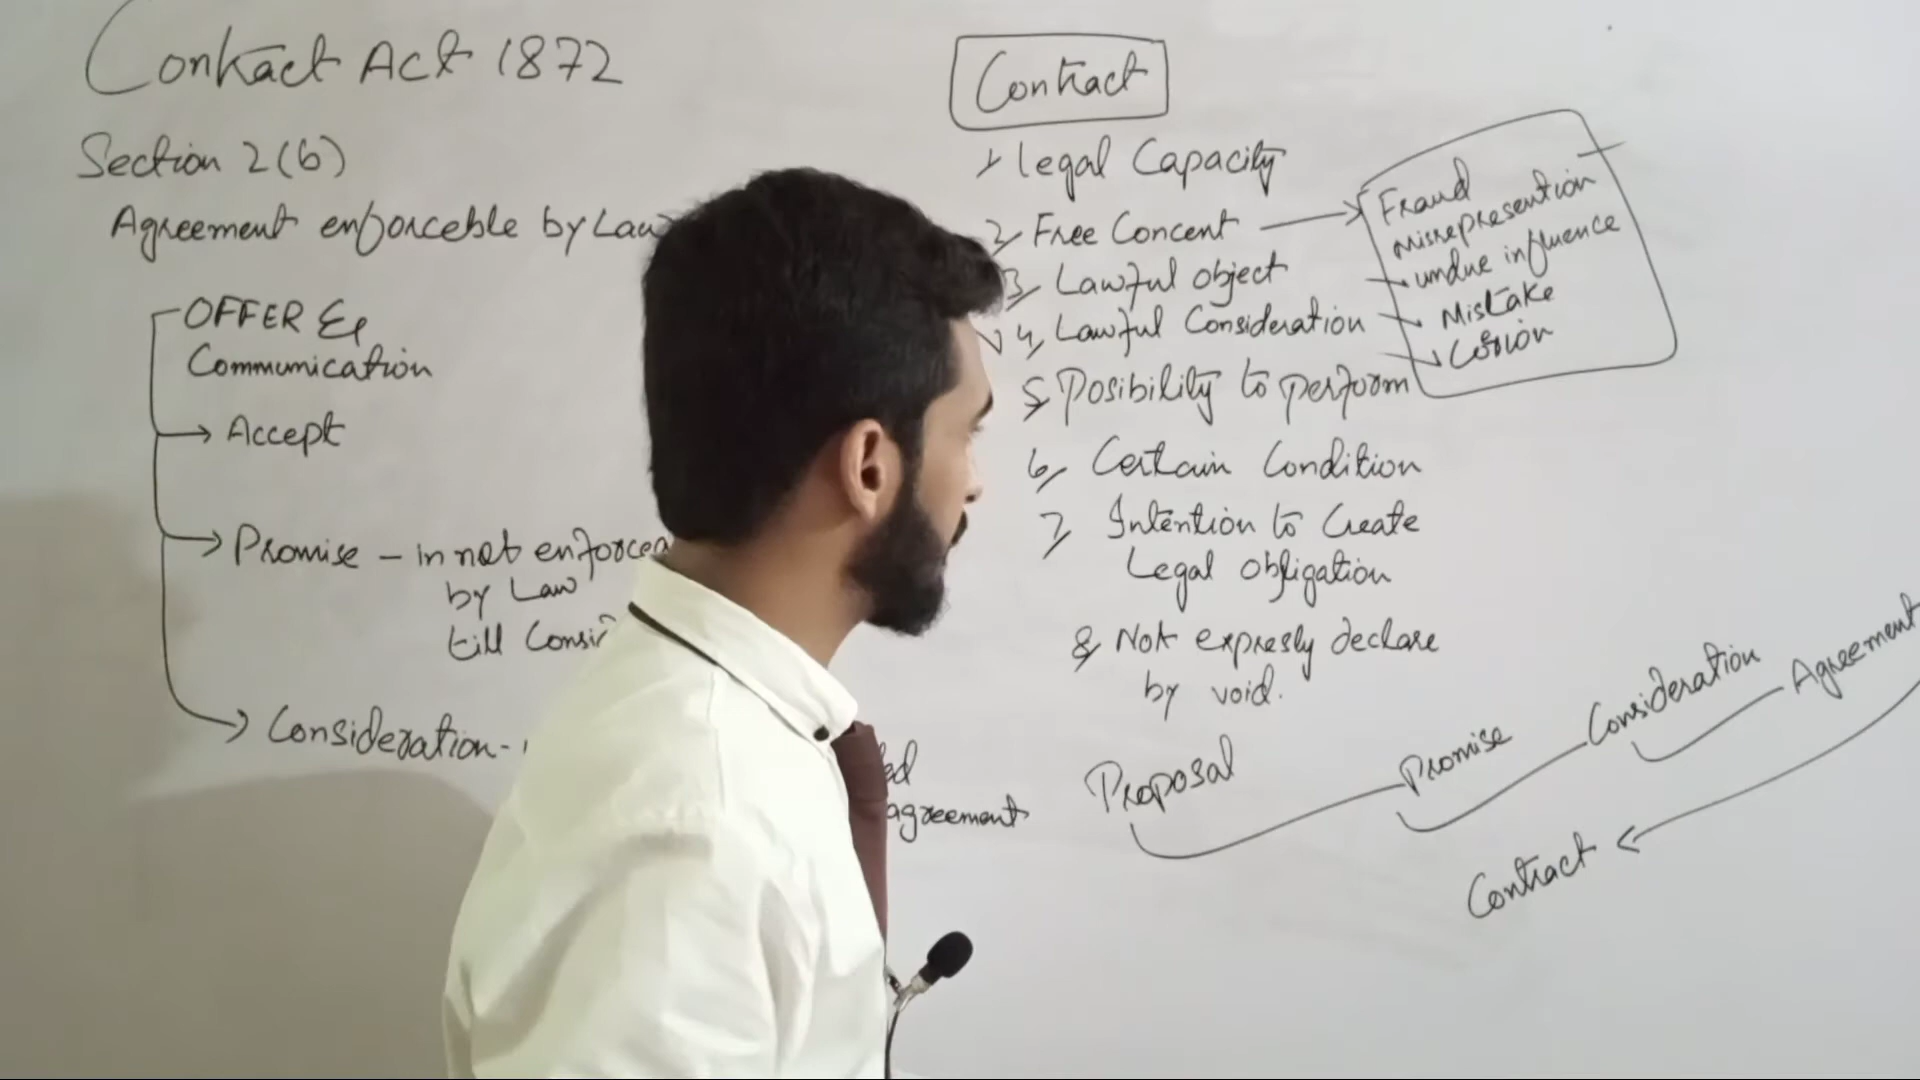 Contract Act 1872
Section 2(b)
Agreement enforceble by Law
OFFER &
Communication
Accept
Promise - in not enforcea
by Law
till Consi
Consideration-
ed
agreement
Contract
1, legal Capacity
2, Free Concent
3, Lawful object
4, Lawful Consideration
5, Posibility to perform
6, Certain Condition
7, Intention to Create
Legal obligation
8, Not expresly declare
by void.
Fraud
Misrepresention
undue influence
Mistake
Proposal
Promise
Consideration
Agreement
Contract